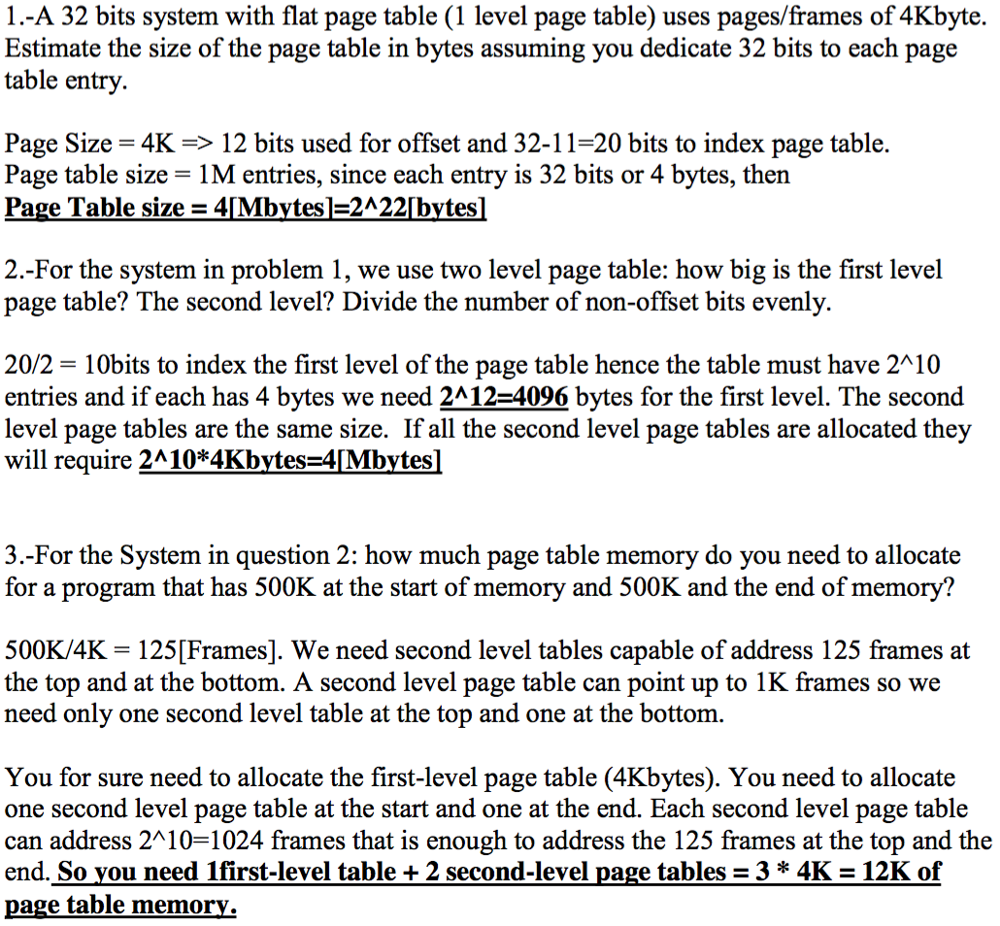 1.-A 32 bits system with flat page table (1 level page table) uses pages/frames of 4Kbyte.
Estimate the size of the page table in bytes assuming you dedicate 32 bits to each page
table entry.
Page Size = 4K => 12 bits used for offset and 32-11=20 bits to index page table.
Page table size = 1M entries, since each entry is 32 bits or 4 bytes, then
Page Table size = 4[Mbytes]=2^22[bytes]
2.-For the system in problem 1, we use two level page table: how big is the first level
page table? The second level? Divide the number of non-offset bits evenly.
20/2 = 10bits to index the first level of the page table hence the table must have 2^10
entries and if each has 4 bytes we need 2^12=4096 bytes for the first level. The second
level page tables are the same size. If all the second level page tables are allocated they
will require 2^10*4Kbytes=4[Mbytes]
3.-For the System in question 2: how much page table memory do you need to allocate
for a program that has 500K at the start of memory and 500K and the end of memory?
500K/4K = 125[Frames]. We need second level tables capable of address 125 frames at
the top and at the bottom. A second level page table can point up to 1K frames so we
need only one second level table at the top and one at the bottom.
You for sure need to allocate the first-level page table (4Kbytes). You need to allocate
one second level page table at the start and one at the end. Each second level page table
can address 2^10=1024 frames that is enough to address the 125 frames at the top and the
end. So you need 1first-level table + 2 second-level page tables = 3 * 4K = 12K of
page table memory.